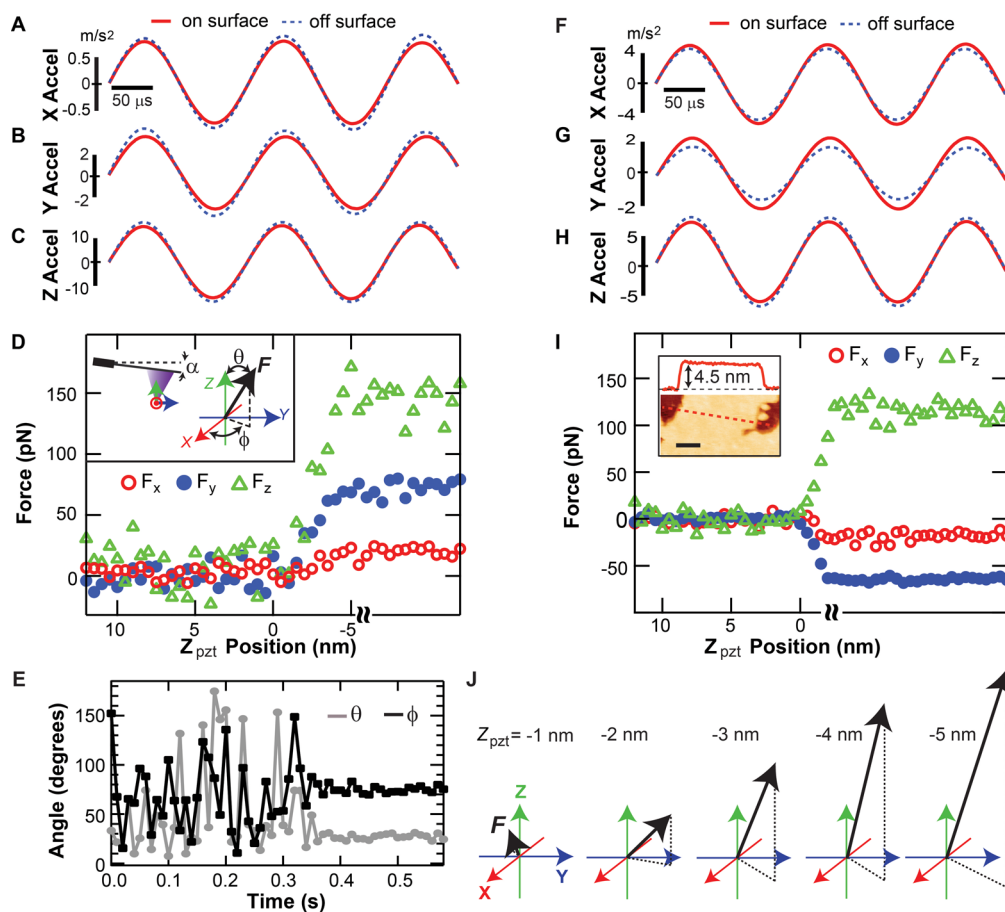 A
on surface
off surface
m/s²
X Accel
0.5
0
-0.5
50 μs
B
Y Accel
2
0
-2
C
Z Accel
10
0
-10
F
on surface
off surface
m/s²
X Accel
4
0
-4
50 μs
G
Y Accel
2
0
-2
H
Z Accel
5
0
-5
D
Force (pN)
150
100
50
0
α
θ
F
Z
Y
X
ϕ
Fx
Fy
Fz
10
5
0
-5
≈
Zpzt Position (nm)
I
Force (pN)
150
100
50
0
-50
4.5 nm
Fx
Fy
Fz
10
5
0
Zpzt Position (nm)
E
Angle (degrees)
150
100
50
0
θ
ϕ
0.0
0.1
0.2
0.3
0.4
0.5
Time (s)
J
Zpzt = -1 nm
-2 nm
-3 nm
-4 nm
-5 nm
Z
F
X
Y